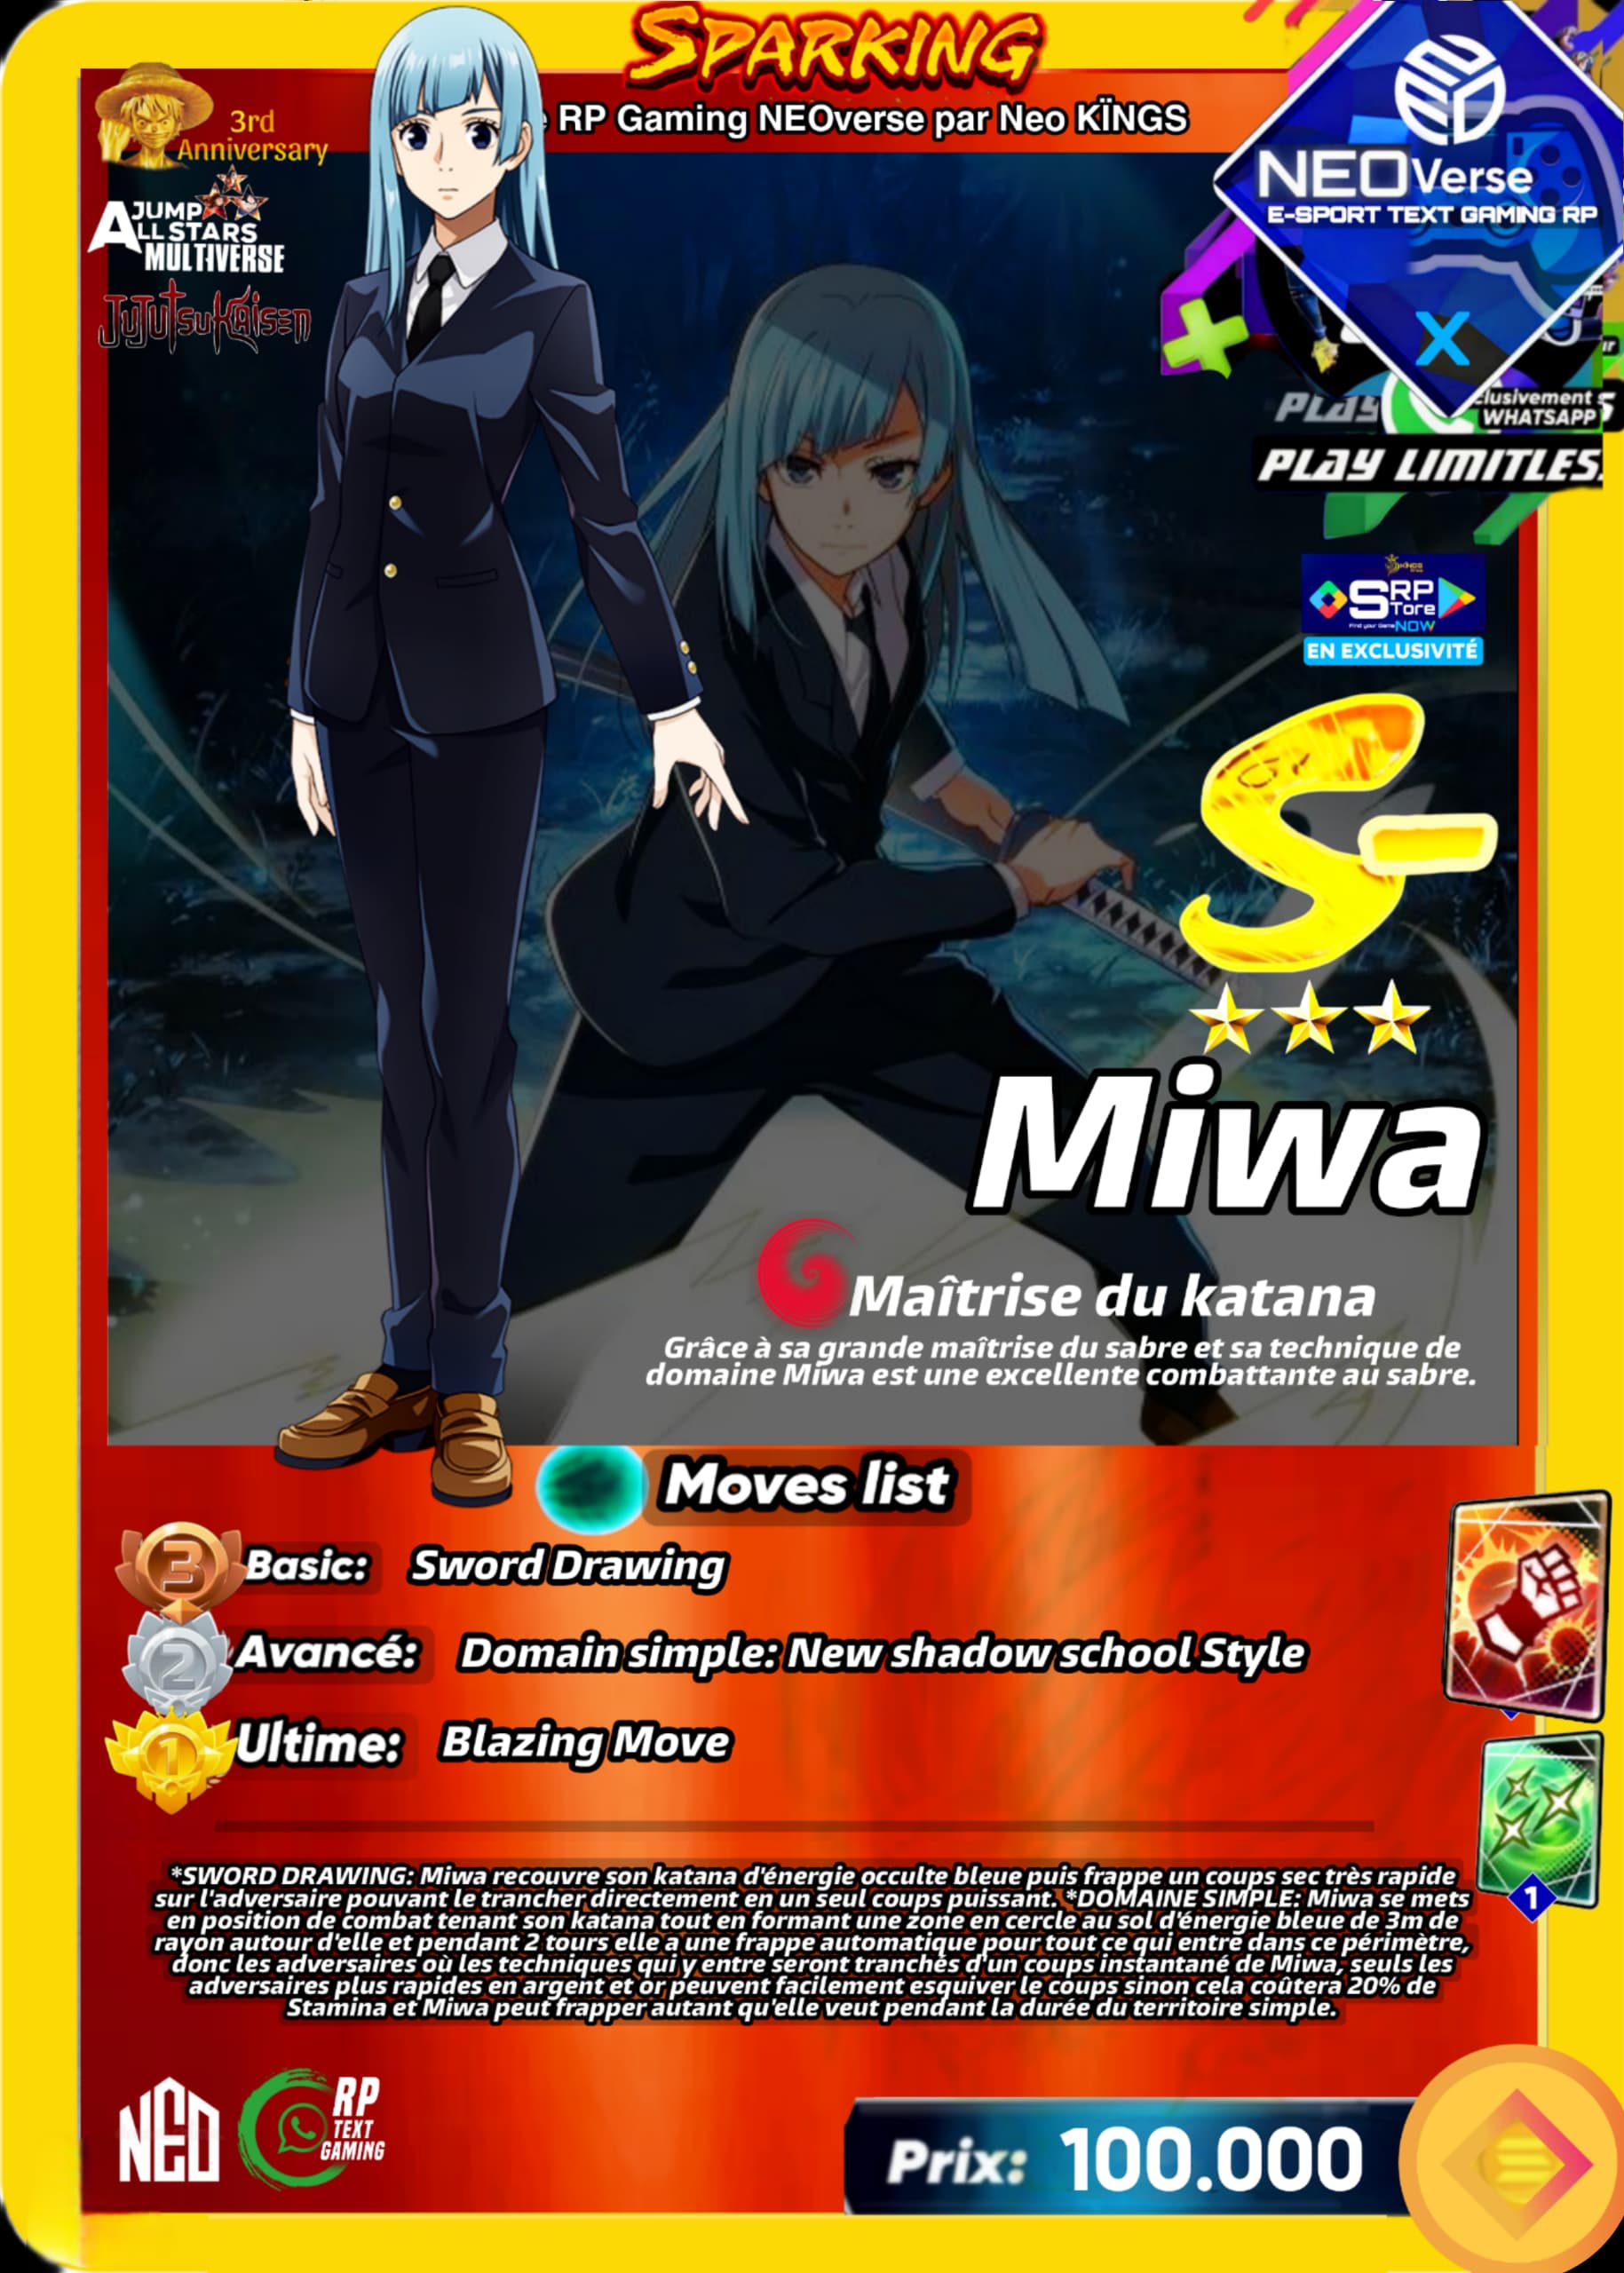 SPARKING
RP Gaming NEOverse par Neo KÏNGS
3rd
Anniversary
JUMP
ALL STARS
MULTIVERSE
JUJUTSU KAISEN
NEOVerse
E-SPORT TEXT GAMING RP
X
PLAY
clusivement s
WHATSAPP
PLAY LIMITLES
SRP
Tore
Find your Game NOW
EN EXCLUSIVITÉ
S-
Miwa
Maîtrise du katana
Grâce à sa grande maîtrise du sabre et sa technique de
domaine Miwa est une excellente combattante au sabre.
Moves list
3 Basic: Sword Drawing
2 Avancé: Domain simple: New shadow school Style
1 Ultime: Blazing Move
*SWORD DRAWING: Miwa recouvre son katana d'énergie occulte bleue puis frappe un coups sec très rapide
sur l'adversaire pouvant le trancher directement en un seul coups puissant. *DOMAINE SIMPLE: Miwa se mets
en position de combat tenant son katana tout en formant une zone en cercle au sol d'énergie bleue de 3m de
rayon autour d'elle et pendant 2 tours elle a une frappe automatique pour tout ce qui entre dans ce périmètre,
donc les adversaires où les techniques qui y entre seront tranchés d'un coups instantané de Miwa, seuls les
adversaires plus rapides en argent et or peuvent facilement esquiver le coups sinon cela coûtera 20% de
Stamina et Miwa peut frapper autant qu'elle veut pendant la durée du territoire simple.
1
NEO
RP
TEXT
GAMING
Prix: 100.000